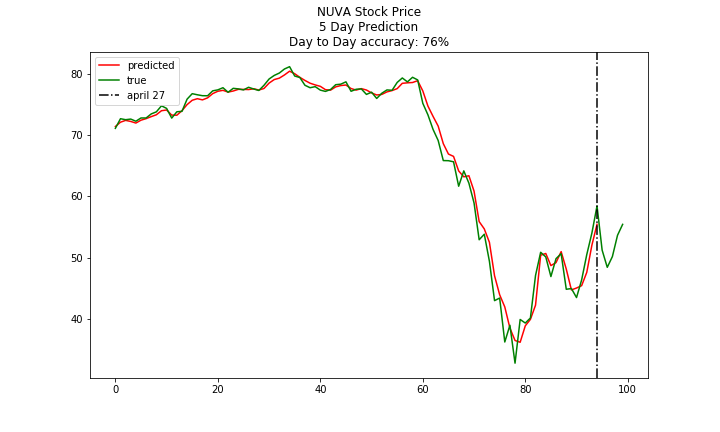 NUVA Stock Price
5 Day Prediction
Day to Day accuracy: 76%
predicted
true
april 27
80
70
60
50
40
0
20
40
60
80
100